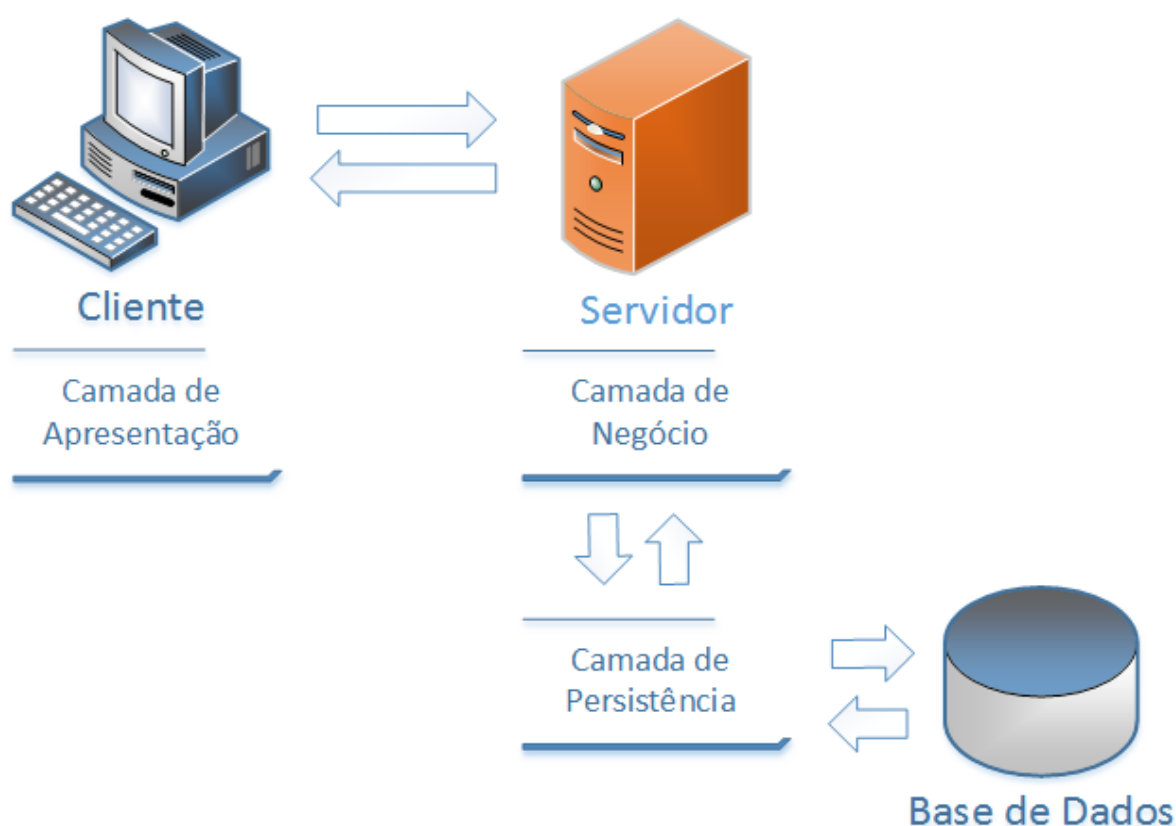 Cliente
Camada de
Apresentação
Servidor
Camada de
Negócio
Camada de
Persistência
Base de Dados